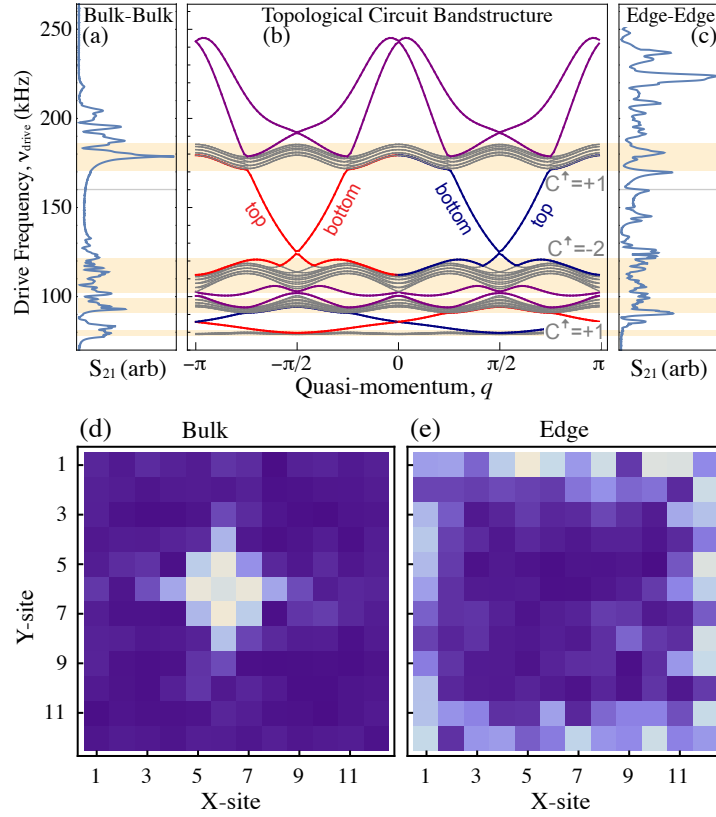 Bulk-Bulk
Topological Circuit Bandstructure
Edge-Edge
(a)
(b)
(c)
Drive Frequency, νdrive (kHz)
250
200
150
100
top
bottom
bottom
top
C↑=+1
C↑=-2
C↑=+1
S21 (arb)
−π
−π/2
0
π/2
π
S21 (arb)
Quasi-momentum, q
(d)
Bulk
(e)
Edge
Y-site
1
3
5
7
9
11
1
3
5
7
9
11
1
3
5
7
9
11
X-site
X-site